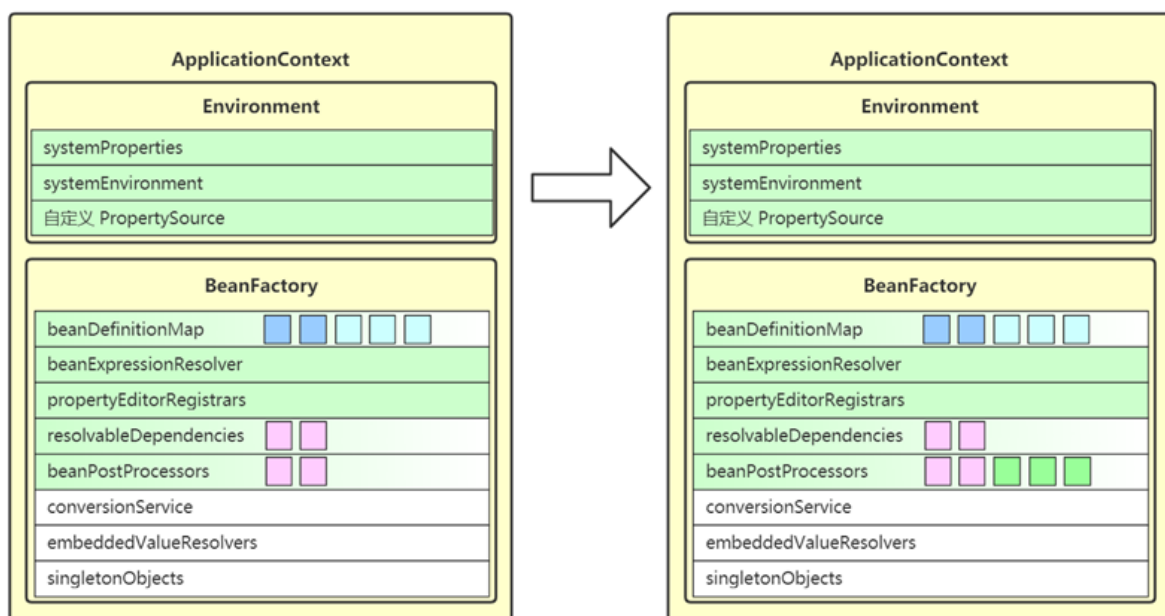 ApplicationContext
Environment
systemProperties
systemEnvironment
自定义 PropertySource
BeanFactory
beanDefinitionMap
beanExpressionResolver
propertyEditorRegistrars
resolvableDependencies
beanPostProcessors
conversionService
embeddedValueResolvers
singletonObjects
ApplicationContext
Environment
systemProperties
systemEnvironment
自定义 PropertySource
BeanFactory
beanDefinitionMap
beanExpressionResolver
propertyEditorRegistrars
resolvableDependencies
beanPostProcessors
conversionService
embeddedValueResolvers
singletonObjects